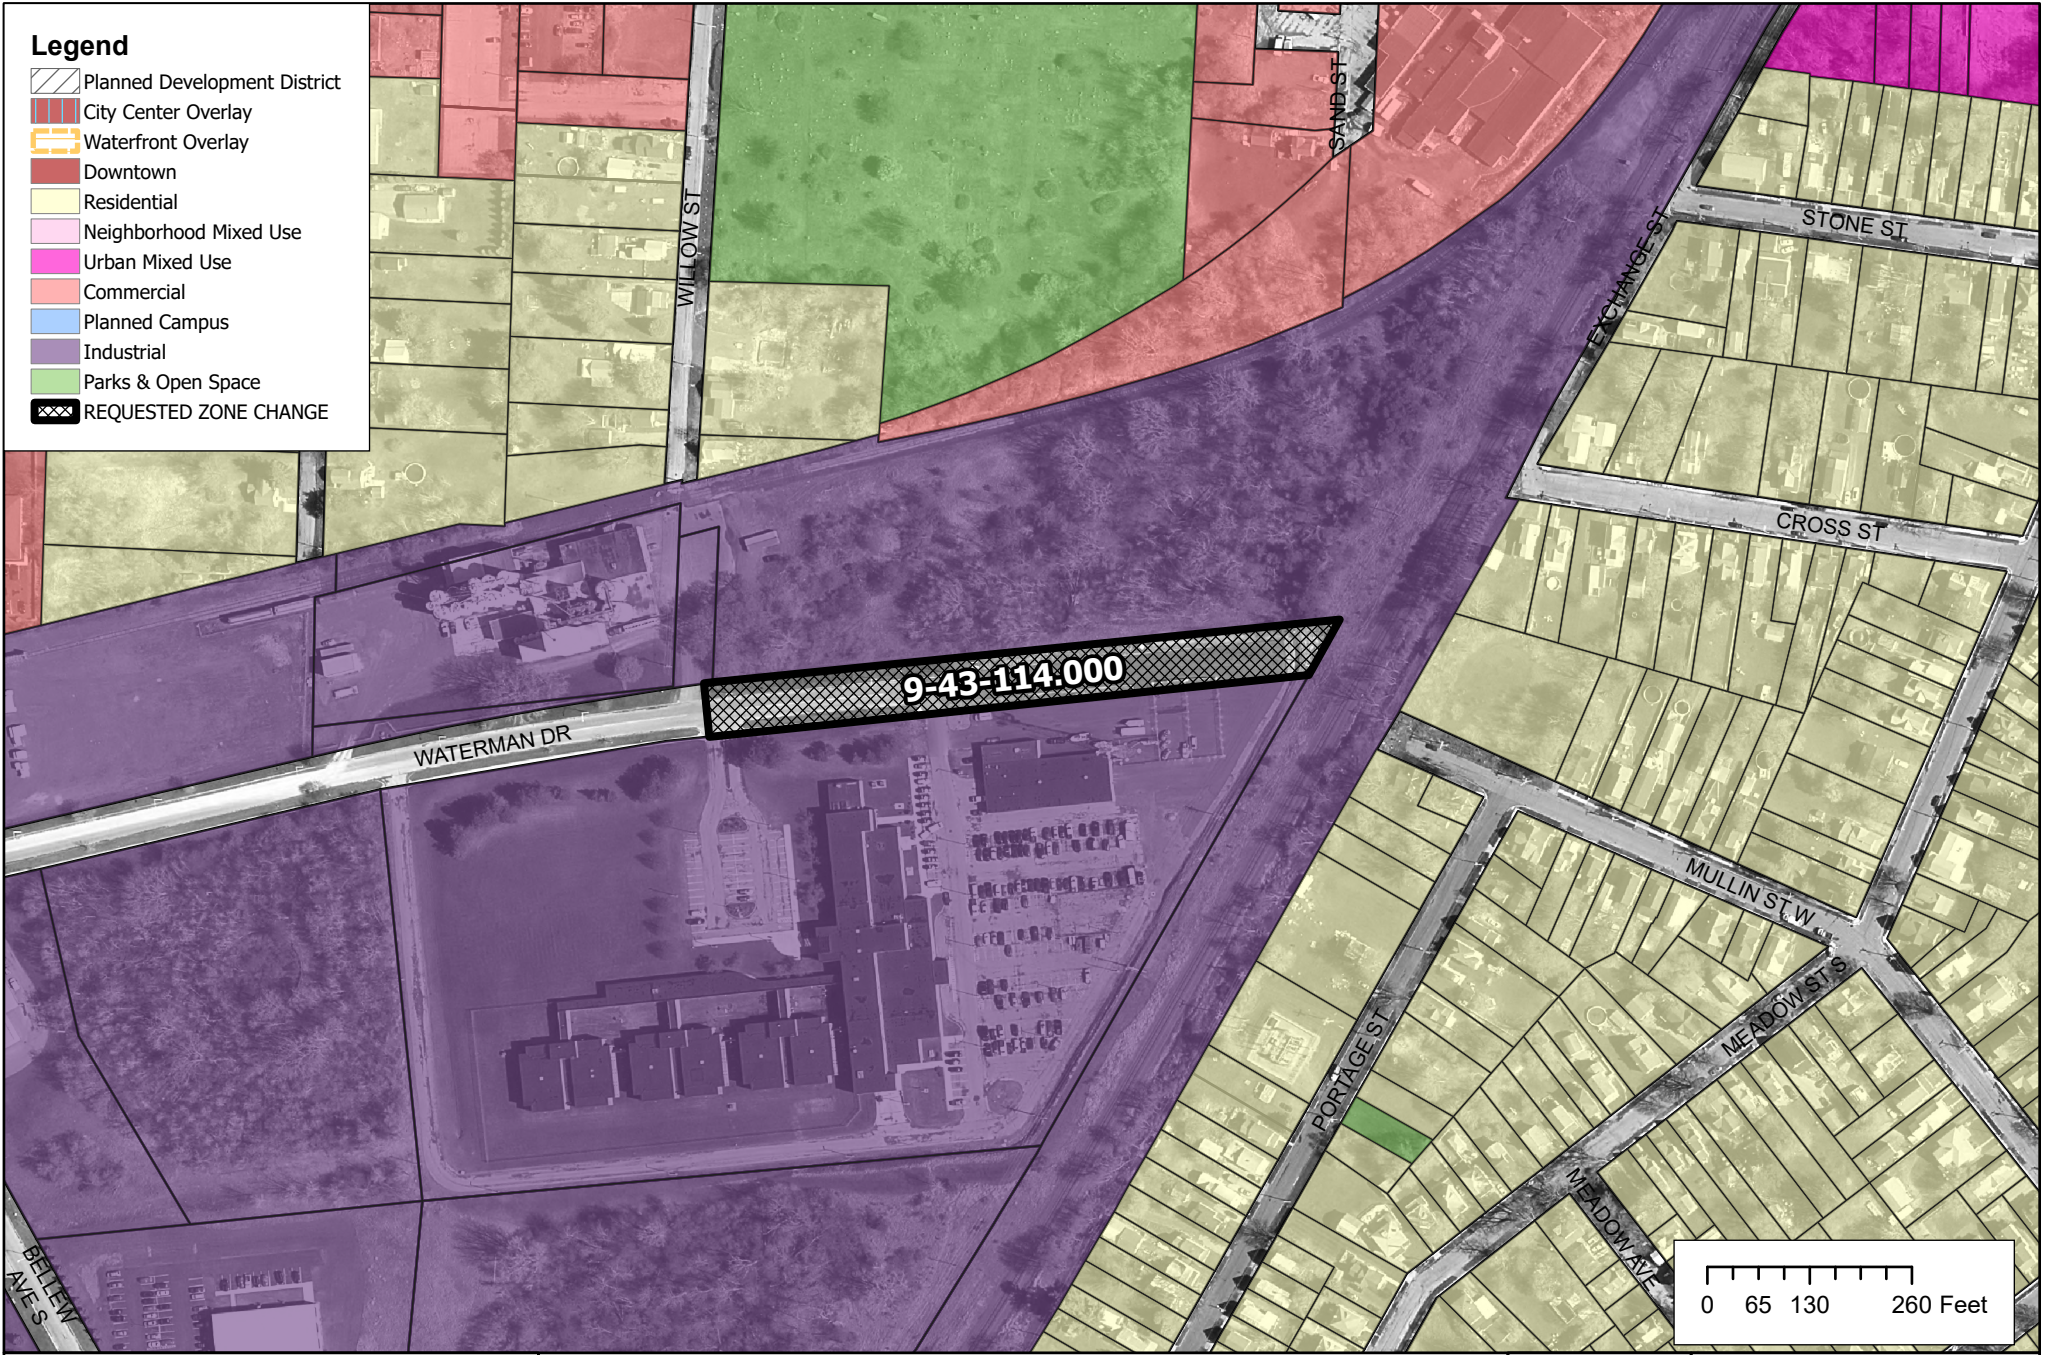 Legend
Planned Development District
City Center Overlay
Waterfront Overlay
Downtown
Residential
Neighborhood Mixed Use
Urban Mixed Use
Commercial
Planned Campus
Industrial
Parks & Open Space
REQUESTED ZONE CHANGE
SAND ST
WILLOW ST
STONE ST
EXCHANGE ST
CROSS ST
9-43-114.000
WATERMAN DR
MULLIN ST W
MEADOW ST S
PORTAGE ST
MEADOW AVE
BELLEW
AVE S
0 65 130 260 Feet